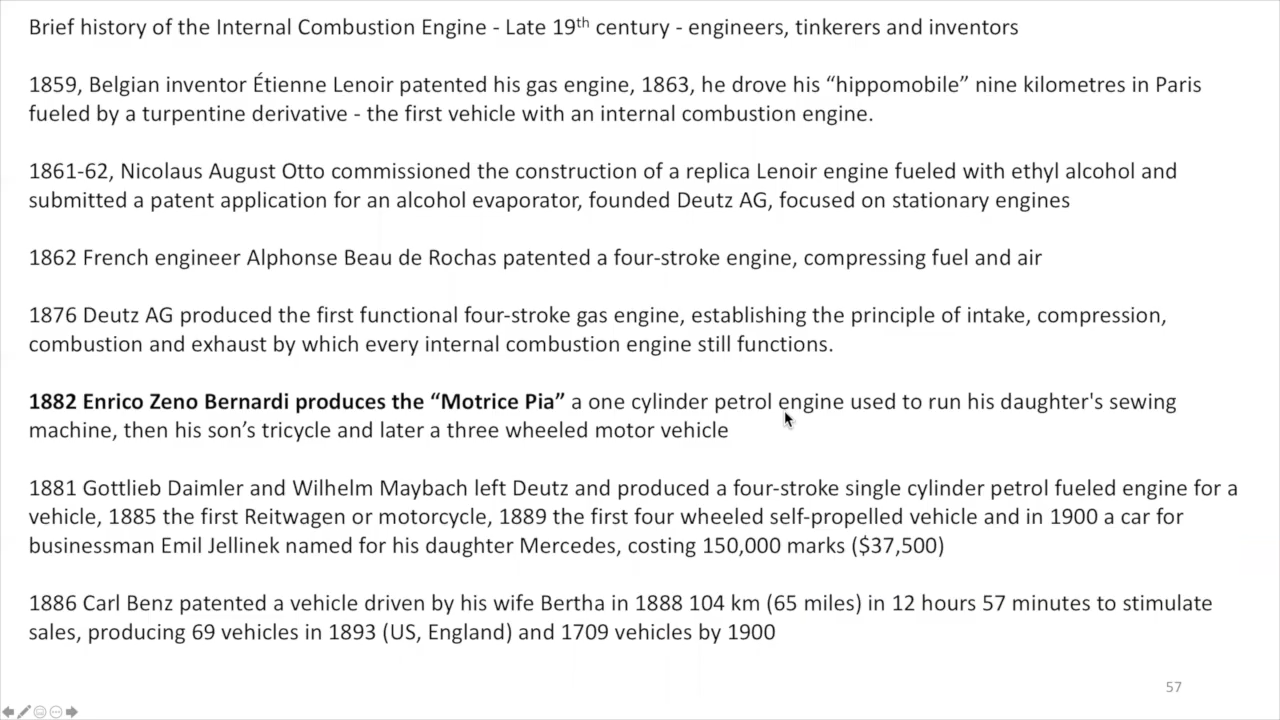 Brief history of the Internal Combustion Engine - Late 19th century - engineers, tinkerers and inventors
1859, Belgian inventor Étienne Lenoir patented his gas engine, 1863, he drove his “hippomobile” nine kilometres in Paris
fueled by a turpentine derivative - the first vehicle with an internal combustion engine.
1861-62, Nicolaus August Otto commissioned the construction of a replica Lenoir engine fueled with ethyl alcohol and
submitted a patent application for an alcohol evaporator, founded Deutz AG, focused on stationary engines
1862 French engineer Alphonse Beau de Rochas patented a four-stroke engine, compressing fuel and air
1876 Deutz AG produced the first functional four-stroke gas engine, establishing the principle of intake, compression,
combustion and exhaust by which every internal combustion engine still functions.
1882 Enrico Zeno Bernardi produces the “Motrice Pia” a one cylinder petrol engine used to run his daughter's sewing
machine, then his son’s tricycle and later a three wheeled motor vehicle
1881 Gottlieb Daimler and Wilhelm Maybach left Deutz and produced a four-stroke single cylinder petrol fueled engine for a
vehicle, 1885 the first Reitwagen or motorcycle, 1889 the first four wheeled self-propelled vehicle and in 1900 a car for
businessman Emil Jellinek named for his daughter Mercedes, costing 150,000 marks ($37,500)
1886 Carl Benz patented a vehicle driven by his wife Bertha in 1888 104 km (65 miles) in 12 hours 57 minutes to stimulate
sales, producing 69 vehicles in 1893 (US, England) and 1709 vehicles by 1900
57